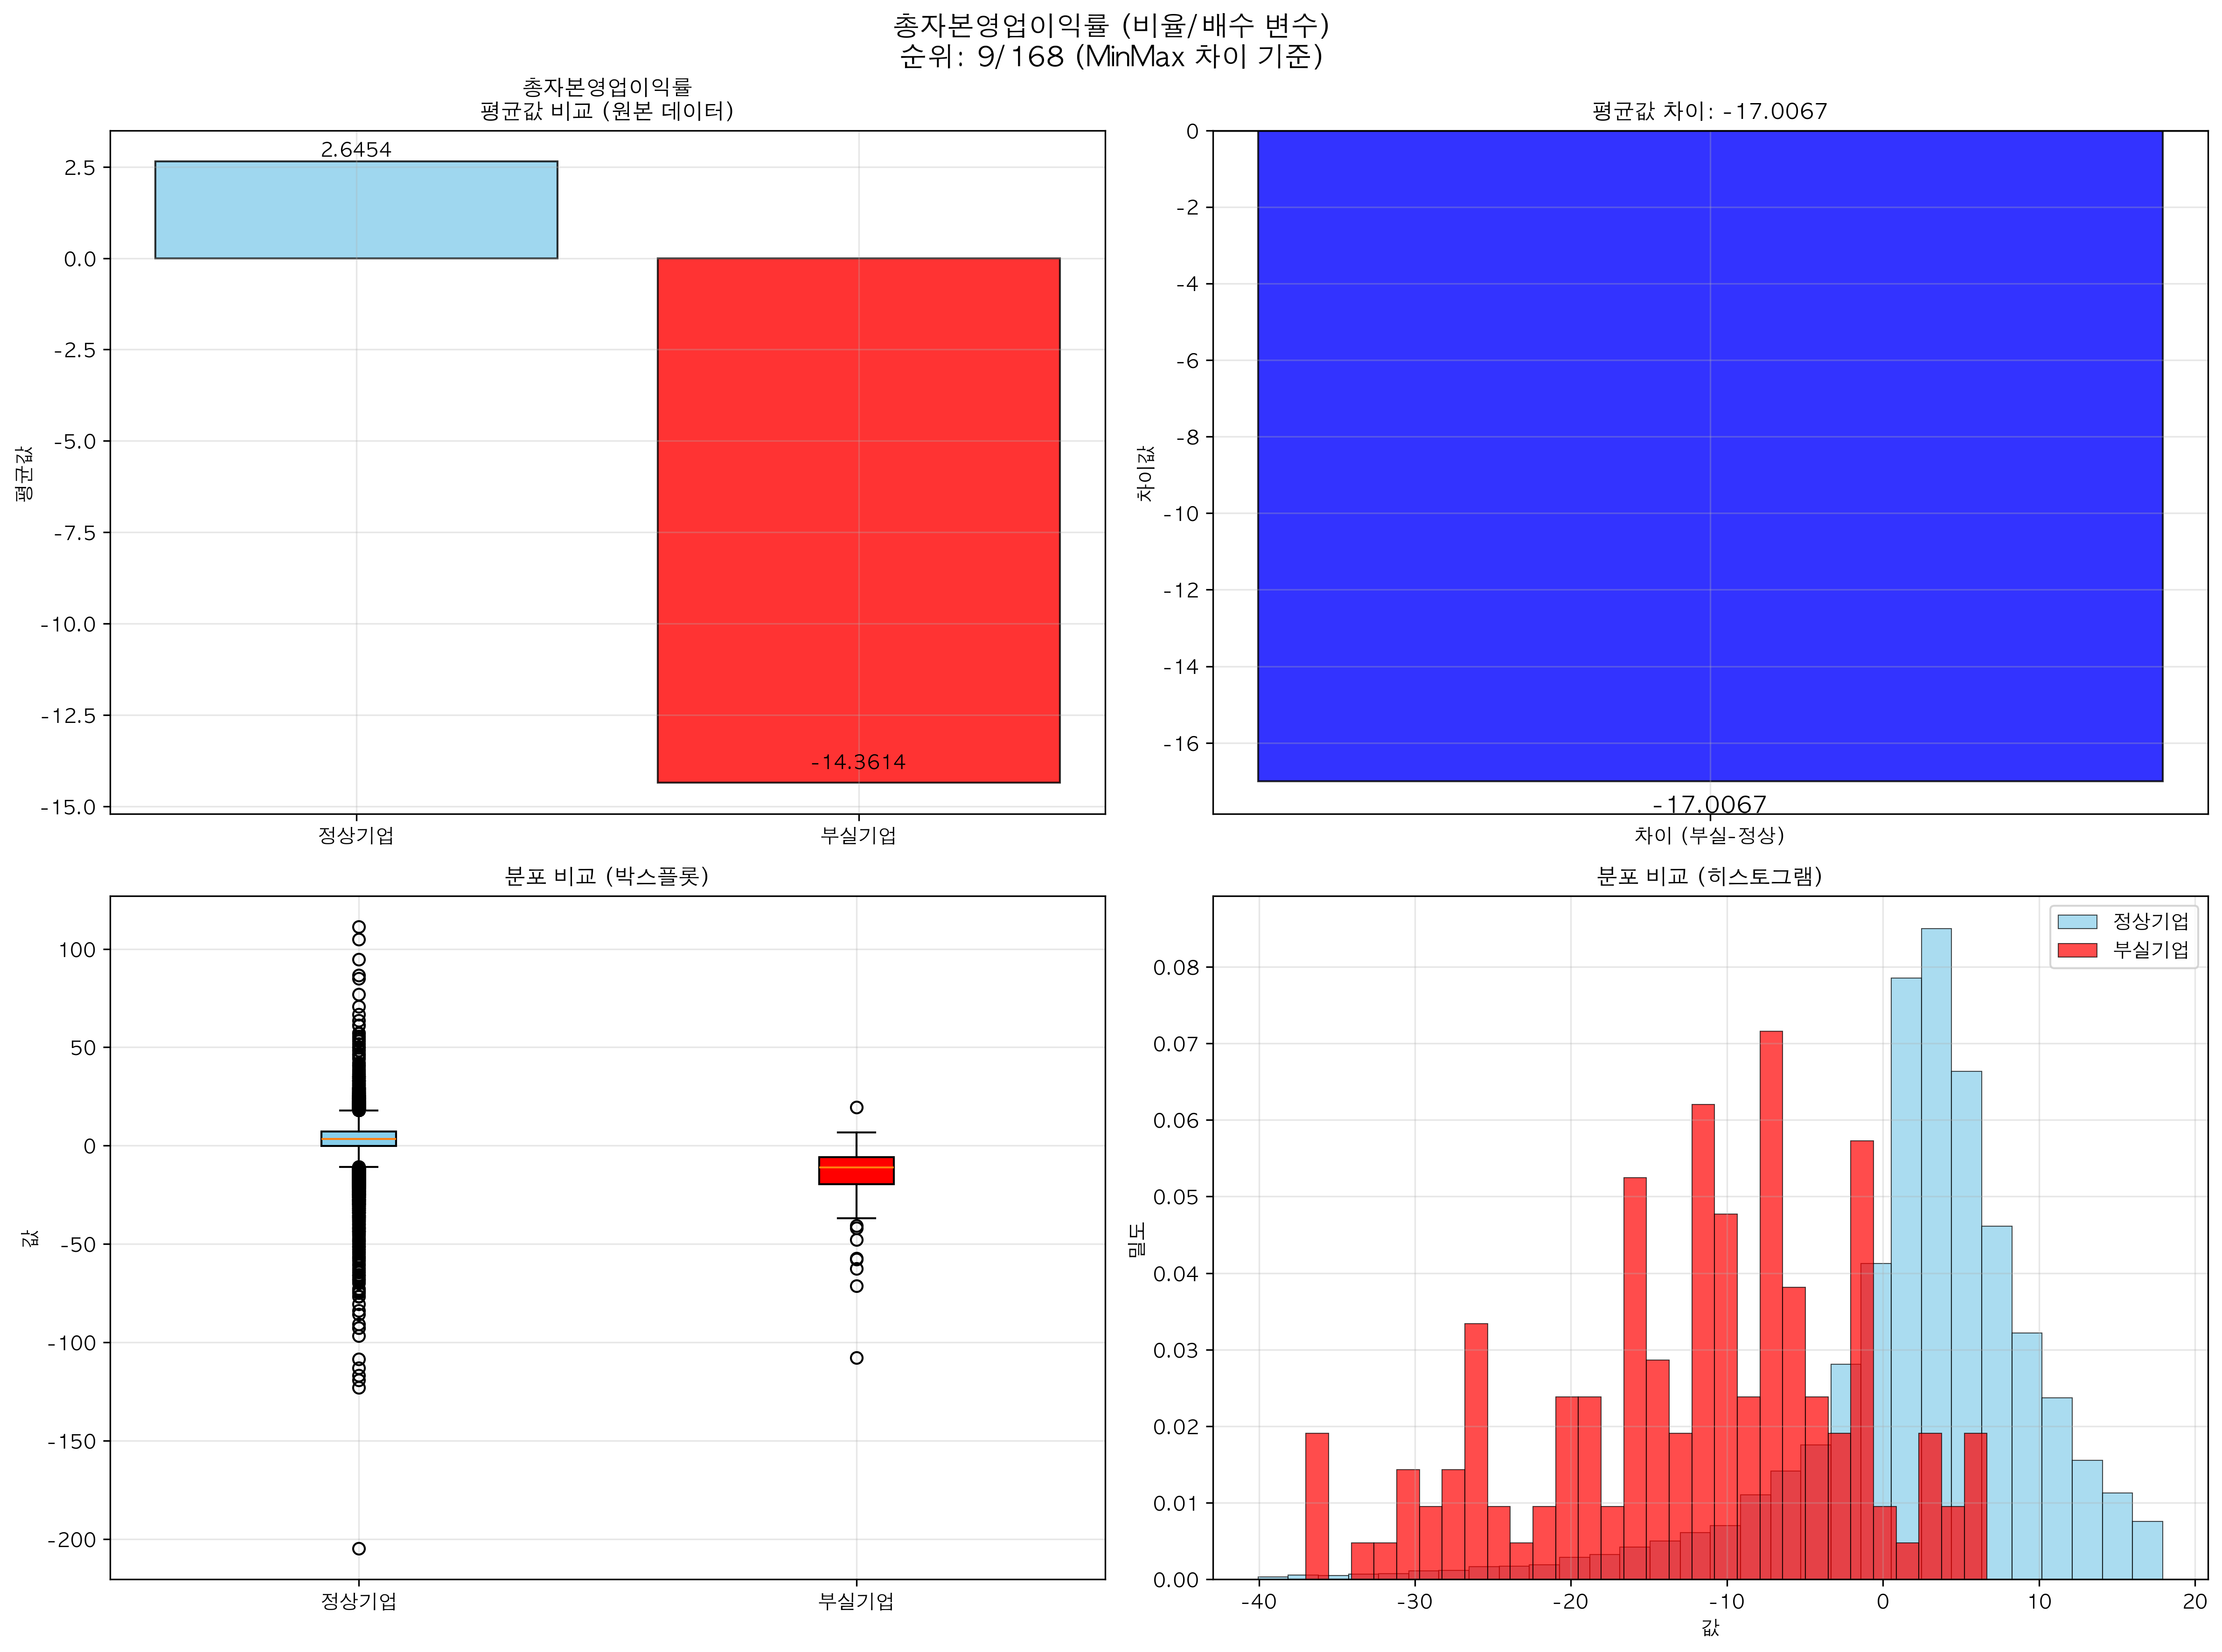 총자본영업이익률 (비율/배수 변수)
순위: 9/168 (MinMax 차이 기준)
총자본영업이익률
평균값 비교 (원본 데이터)
2.6454
2.5
0.0
-2.5
-5.0
-7.5
-10.0
-12.5
-15.0
평균값
-14.3614
정상기업
부실기업
평균값 차이: -17.0067
0
-2
-4
-6
-8
-10
-12
-14
-16
차이값
-17.0067
차이 (부실-정상)
분포 비교 (박스플롯)
100
50
0
-50
-100
-150
-200
값
정상기업
부실기업
분포 비교 (히스토그램)
정상기업
부실기업
0.08
0.07
0.06
0.05
0.04
0.03
0.02
0.01
0.00
밀도
-40
-30
-20
-10
0
10
20
값